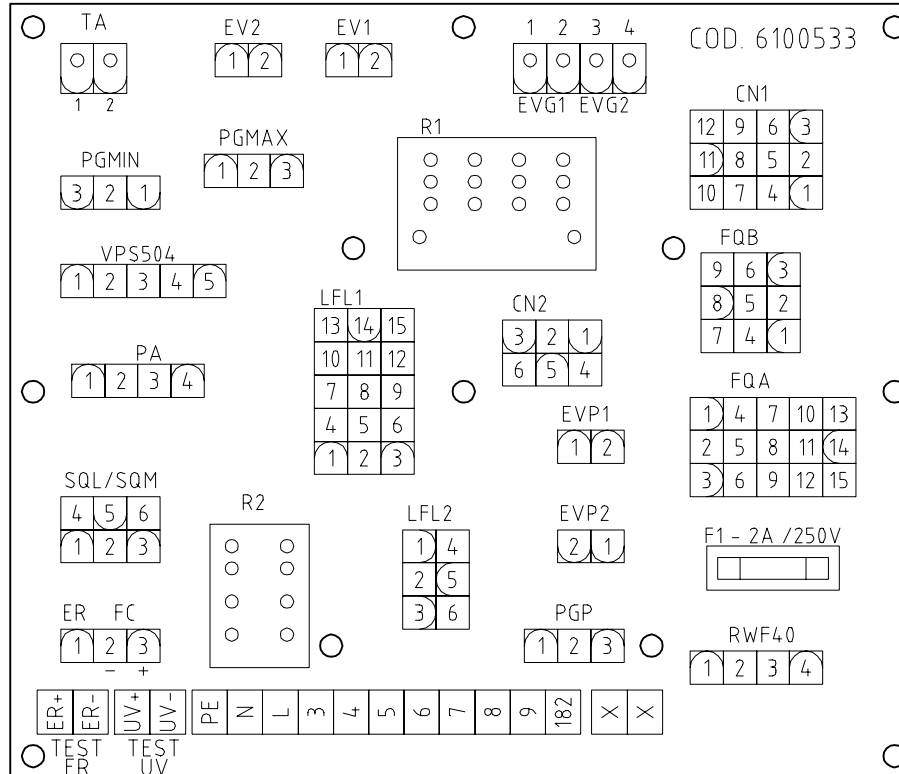 TA
EV2
EV1
1 2 3 4
COD. 6100533
1 2
1 2
EVG1 EVG2
1 2
CN1
12 9 6 3
11 8 5 2
10 7 4 1
R1
PGMAX
1 2 3
PGMIN
3 2 1
VPS504
1 2 3 4 5
FQB
9 6 3
8 5 2
7 4 1
LFL1
13 14 15
10 11 12
7 8 9
4 5 6
1 2 3
CN2
3 2 1
6 5 4
PA
1 2 3 4
FQA
1 4 7 10 13
2 5 8 11 14
3 6 9 12 15
EVP1
1 2
SQL/SQM
4 5 6
1 2 3
R2
LFL2
1 4
2 5
3 6
EVP2
2 1
F1 - 2A /250V
ER FC
1 2 3
- +
PGP
1 2 3
RWF40
1 2 3 4
ER+ ER- UV+ UV- PE N L 3 4 5 6 7 8 9 182 X X
TEST ER
TEST UV